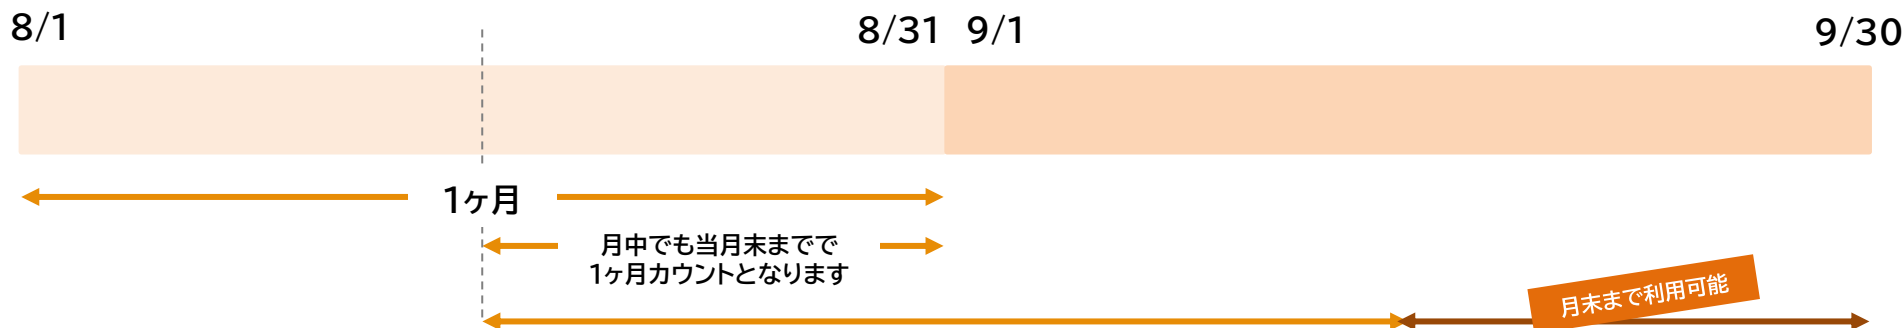 8/1
8/31
9/1
9/30
1ヶ月
月中でも当月末までで
1ヶ月カウントとなります
月末まで利用可能